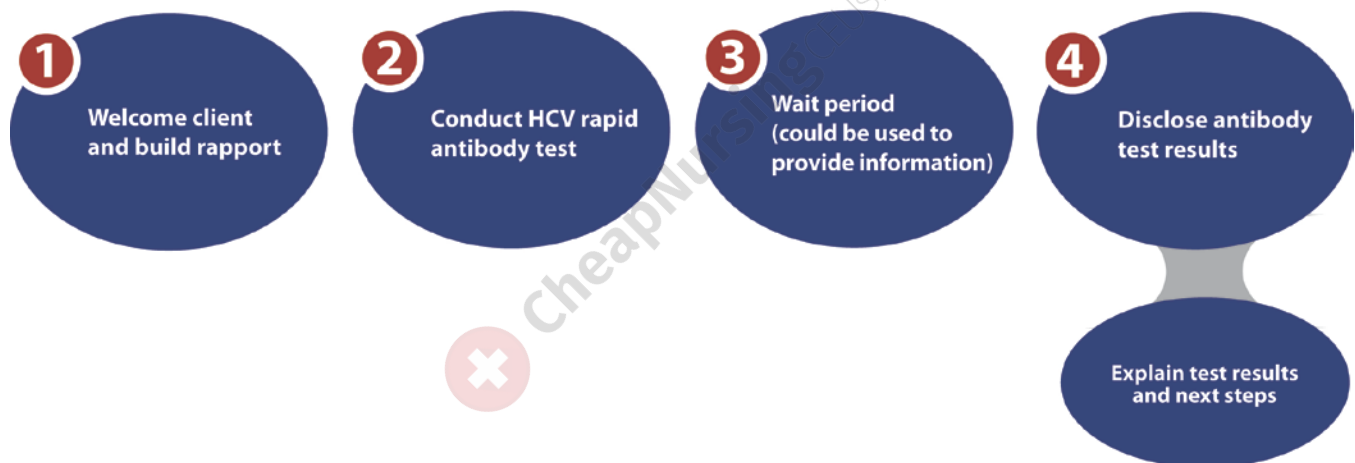 1
Welcome client
and build rapport
2
Conduct HCV rapid
antibody test
3
Wait period
(could be used to
provide information)
4
Disclose antibody
test results
Explain test results
and next steps